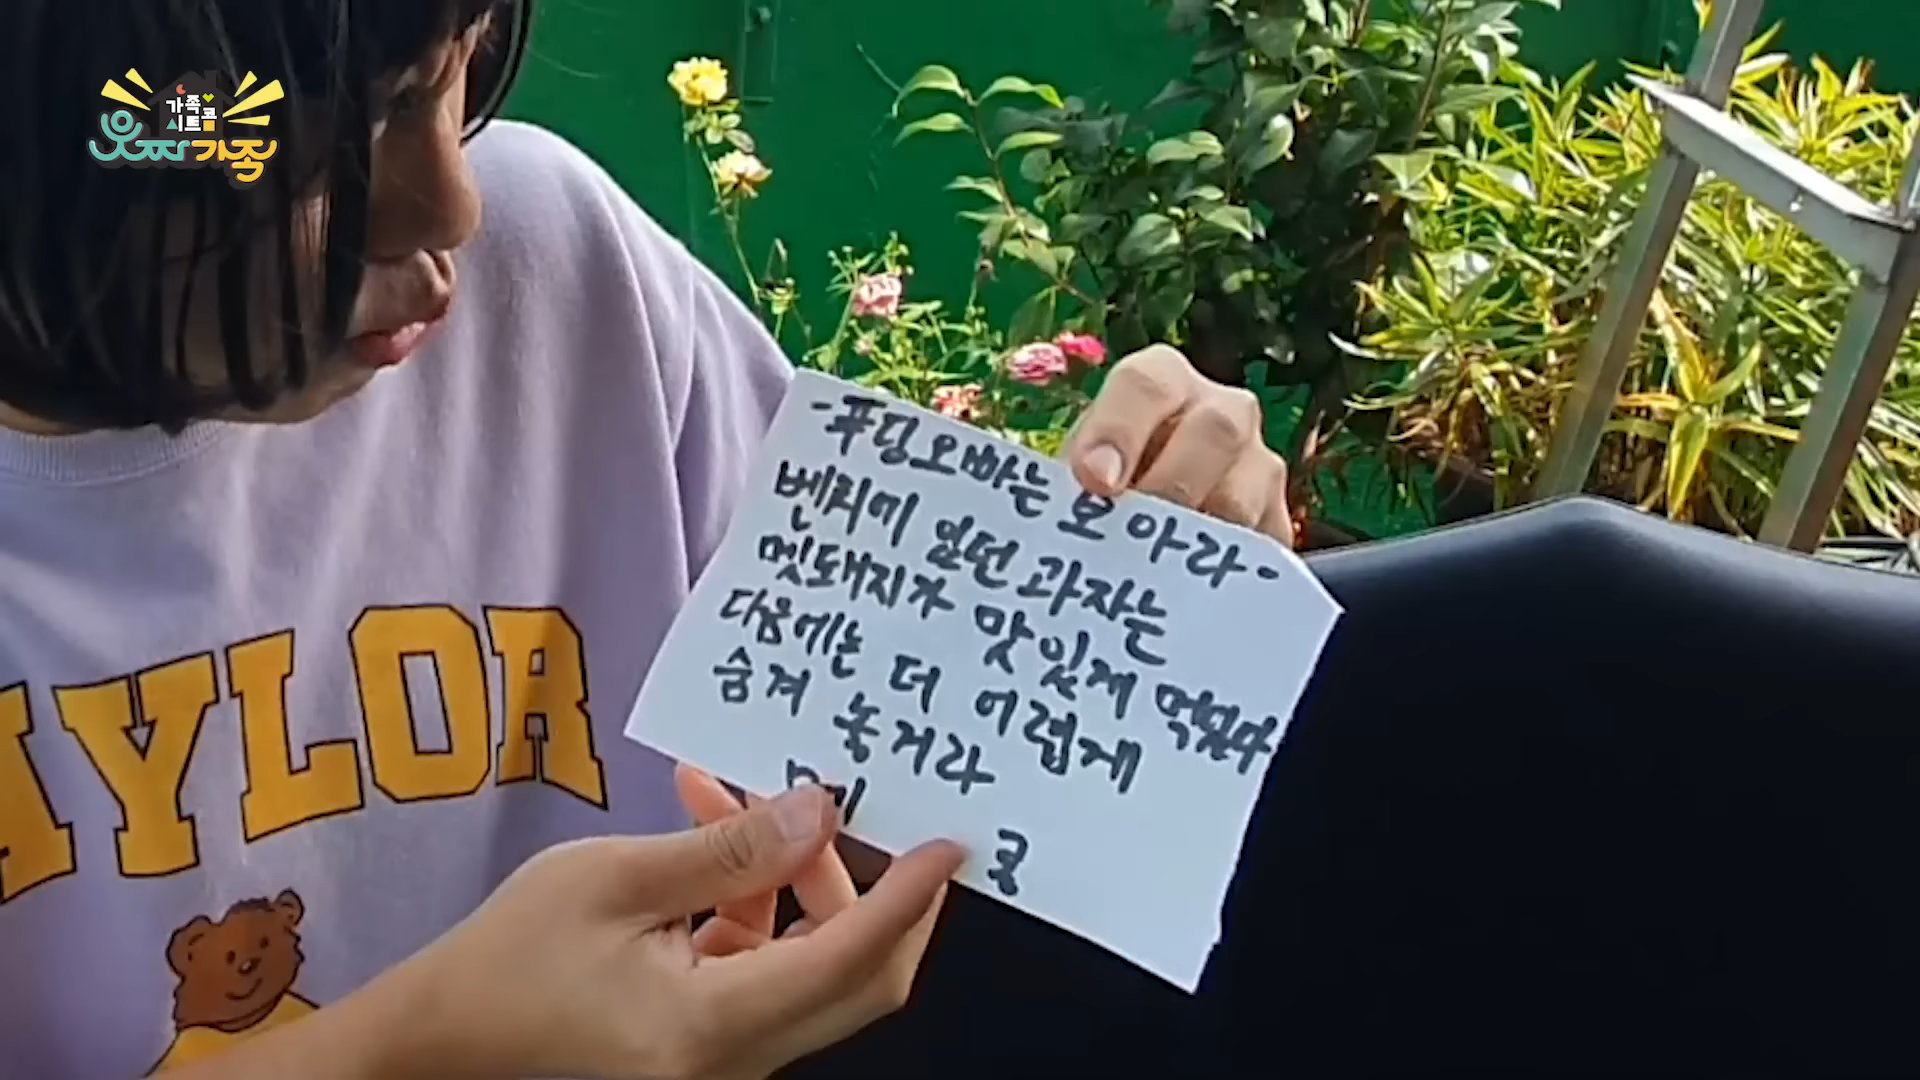 가족
시트콤
웃짜가족
-푸딩오빠는 보아라-
벤치에 있던 과자는
멧돼지가 맛있게 먹었다
다음에는 더 어렵게
숨겨 놓거라
NYLOR